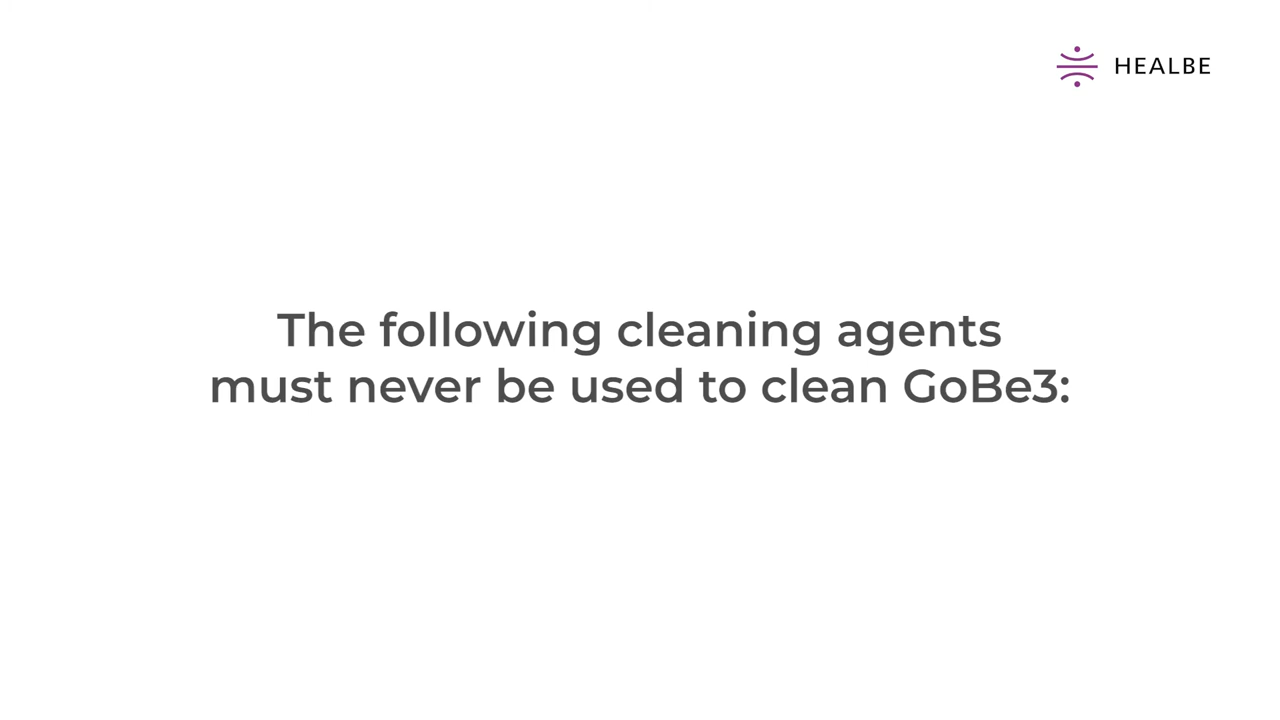 HEALBE
The following cleaning agents
must never be used to clean GoBe3: